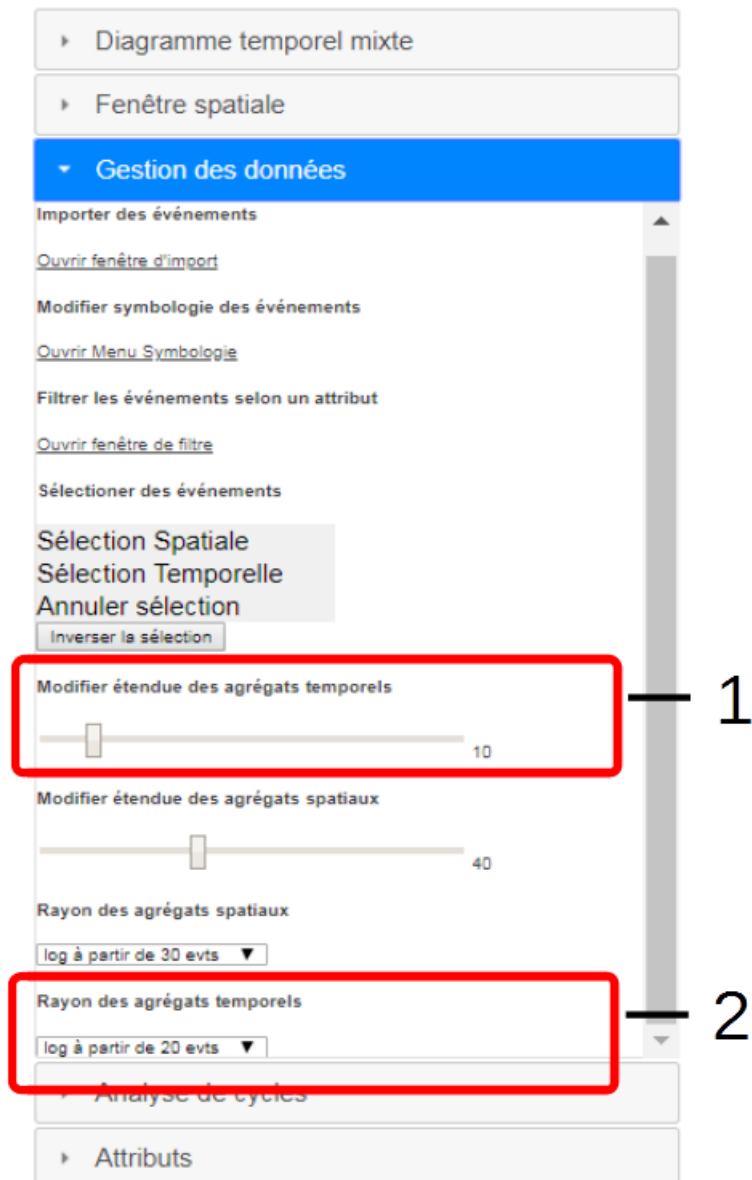 Diagramme temporel mixte
Fenêtre spatiale
Gestion des données
Importer des événements
Ouvrir fenêtre d'import
Modifier symbologie des événements
Ouvrir Menu Symbologie
Filtrer les événements selon un attribut
Ouvrir fenêtre de filtre
Sélectioner des événements
Sélection Spatiale
Sélection Temporelle
Annuler sélection
Inverser la sélection
Modifier étendue des agrégats temporels
1
10
Modifier étendue des agrégats spatiaux
40
Rayon des agrégats spatiaux
log à partir de 30 evts
Rayon des agrégats temporels
2
log à partir de 20 evts
Analyse de cycles
Attributs